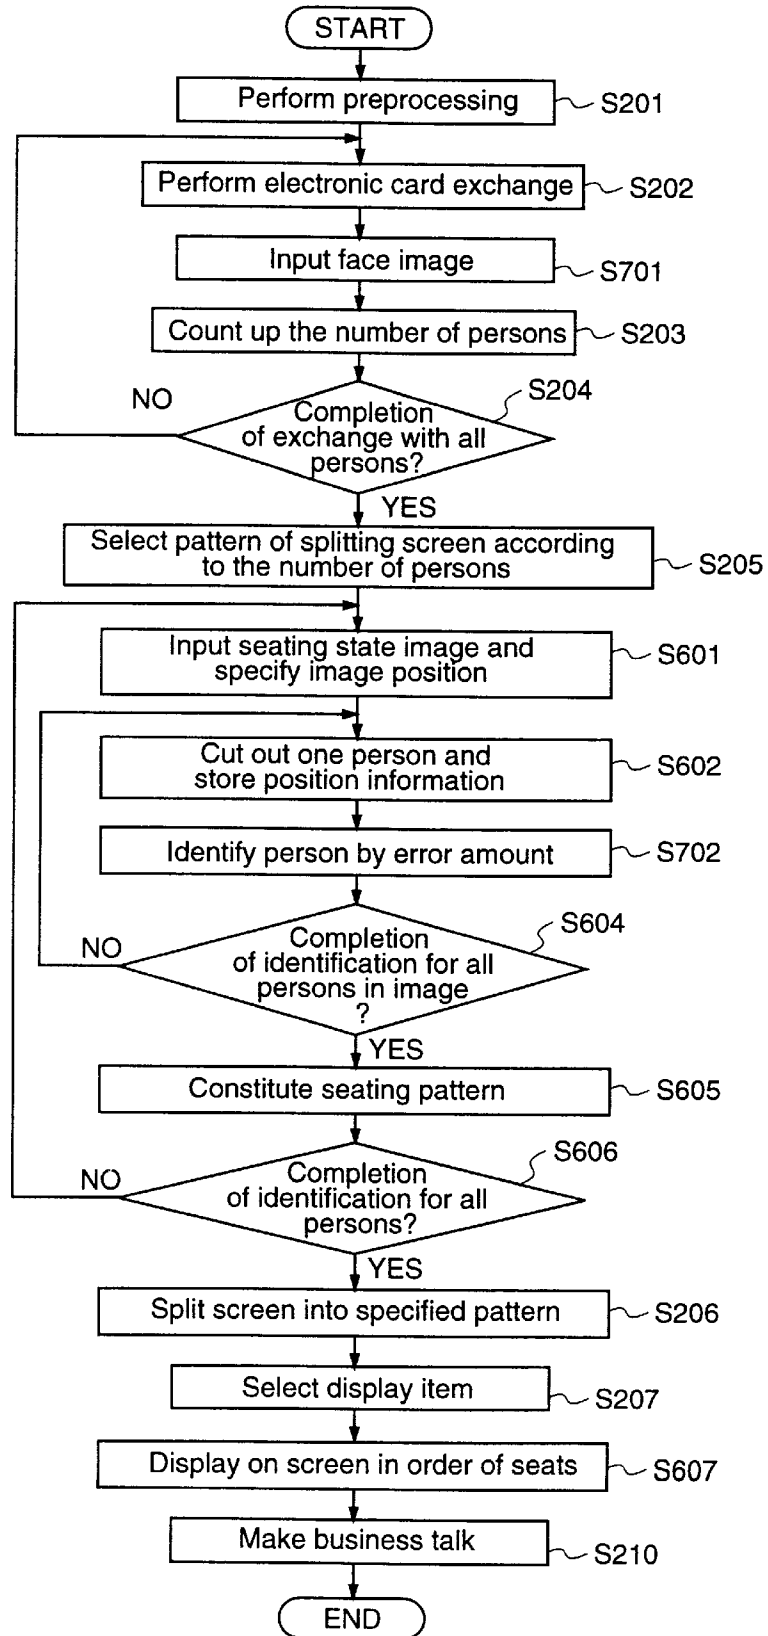 START
Perform preprocessing
S201
Perform electronic card exchange
S202
Input face image
S701
Count up the number of persons
S203
S204
NO
Completion
of exchange with all
persons?
YES
Select pattern of splitting screen according
to the number of persons
S205
Input seating state image and
specify image position
S601
Cut out one person and
store position information
S602
Identify person by error amount
S702
S604
NO
Completion
of identification for all
persons in image
?
YES
Constitute seating pattern
S605
S606
NO
Completion
of identification for all
persons?
YES
Split screen into specified pattern
S206
Select display item
S207
Display on screen in order of seats
S607
Make business talk
S210
END